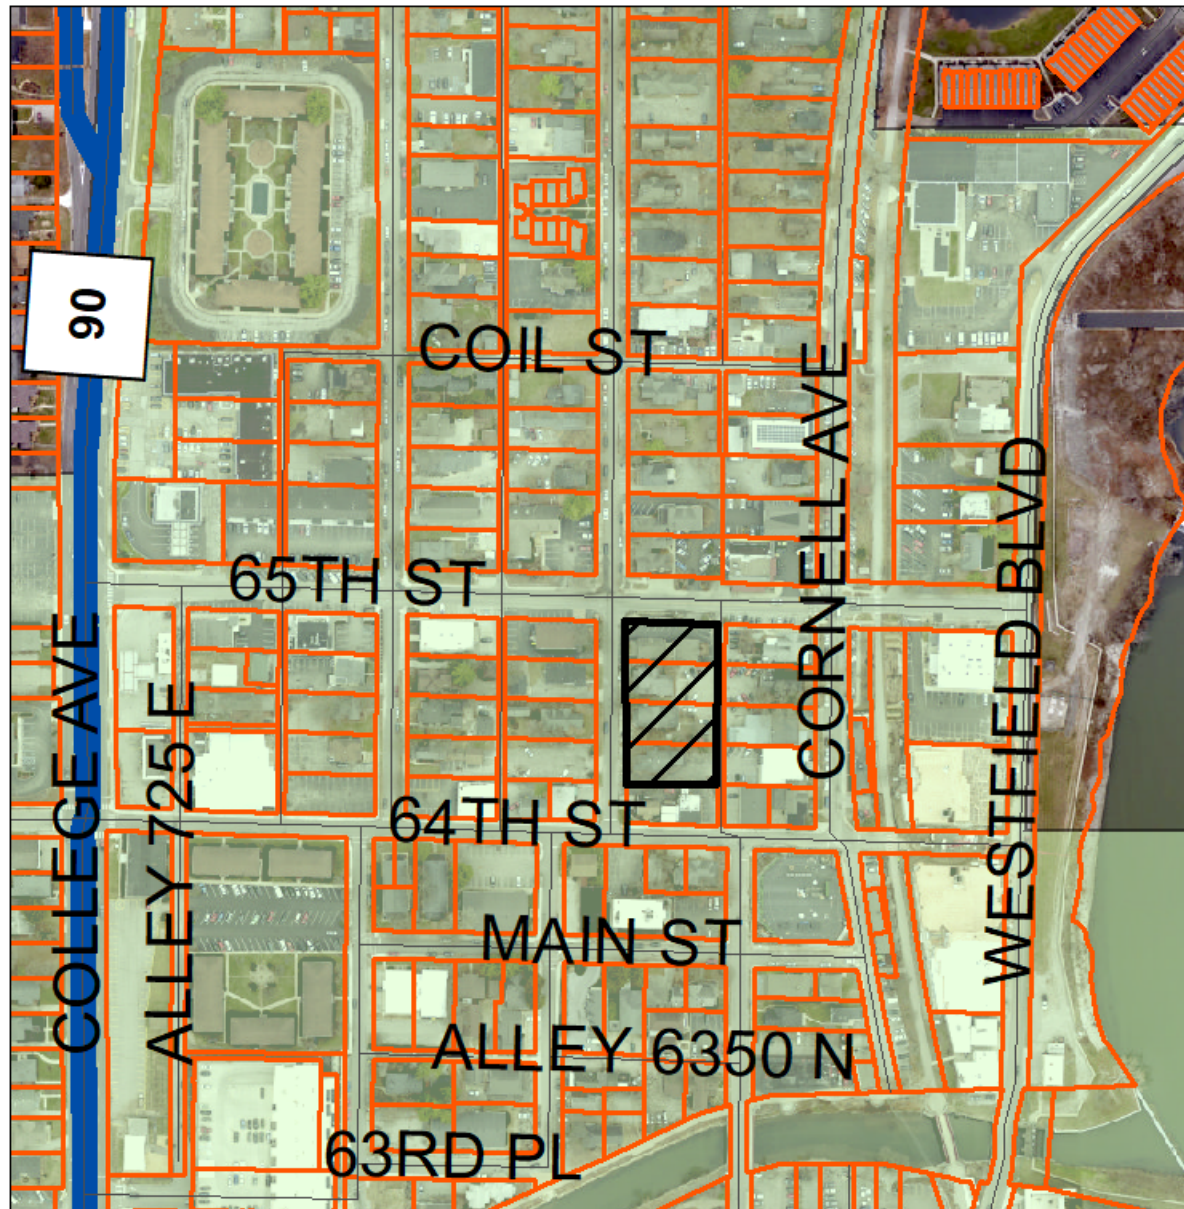 90
COIL ST
CORNELL AVE
WESTFIELD BLVD
65TH ST
COLLEGE AVE
ALLEY 725 E
64TH ST
MAIN ST
ALLEY 6350 N
63RD PL